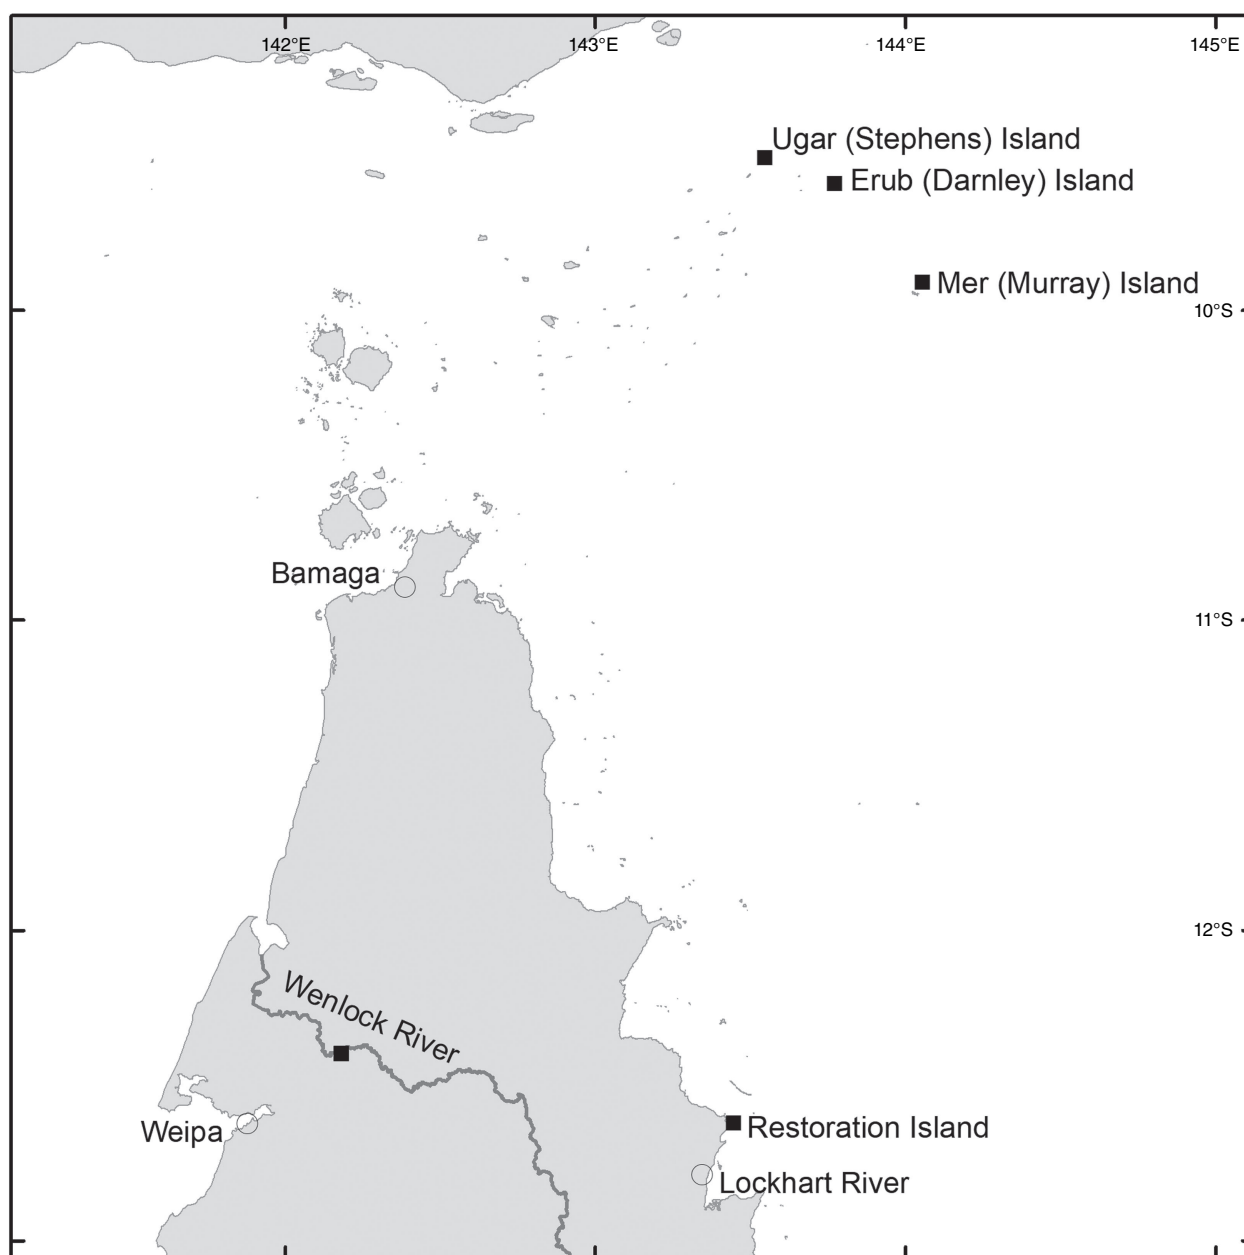 142°E
143°E
144°E
145°E
Ugar (Stephens) Island
Erub (Darnley) Island
Mer (Murray) Island
10°S
Bamaga
11°S
12°S
Wenlock River
Weipa
Restoration Island
Lockhart River